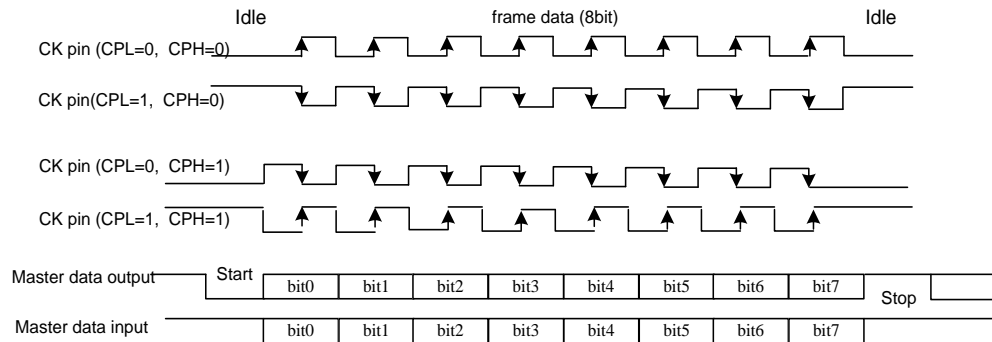 Idle frame data (8bit) Idle
CK pin (CPL=0, CPH=0)
CK pin(CPL=1, CPH=0)
CK pin (CPL=0, CPH=1)
CK pin (CPL=1, CPH=1)
Master data output Start bit0 bit1 bit2 bit3 bit4 bit5 bit6 bit7 Stop
Master data input bit0 bit1 bit2 bit3 bit4 bit5 bit6 bit7